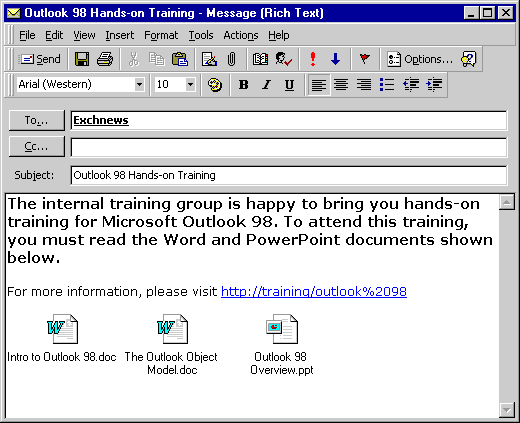 Outlook 98 Hands-on Training - Message (Rich Text)
File Edit View Insert Format Tools Actions Help
Send Options...
Arial (Western) 10 B I U
To... Exchnews
Cc...
Subject: Outlook 98 Hands-on Training
The internal training group is happy to bring you hands-on
training for Microsoft Outlook 98. To attend this training,
you must read the Word and PowerPoint documents shown
below.
For more information, please visit http://training/outlook%2098
Intro to Outlook 98.doc The Outlook Object Outlook 98
Model.doc Overview.ppt